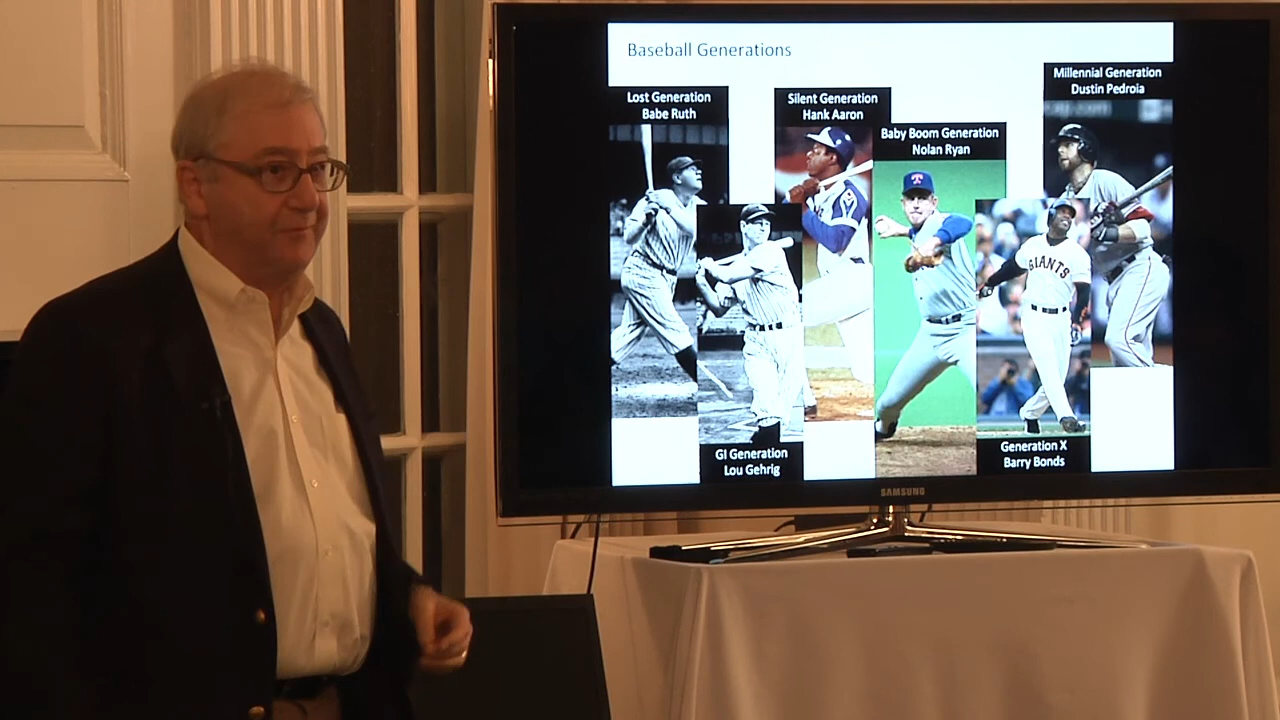 Baseball Generations
Lost Generation
Babe Ruth
GI Generation
Lou Gehrig
Silent Generation
Hank Aaron
Baby Boom Generation
Nolan Ryan
T
GIANTS
Generation X
Barry Bonds
Millennial Generation
Dustin Pedroia
SAMSUNG